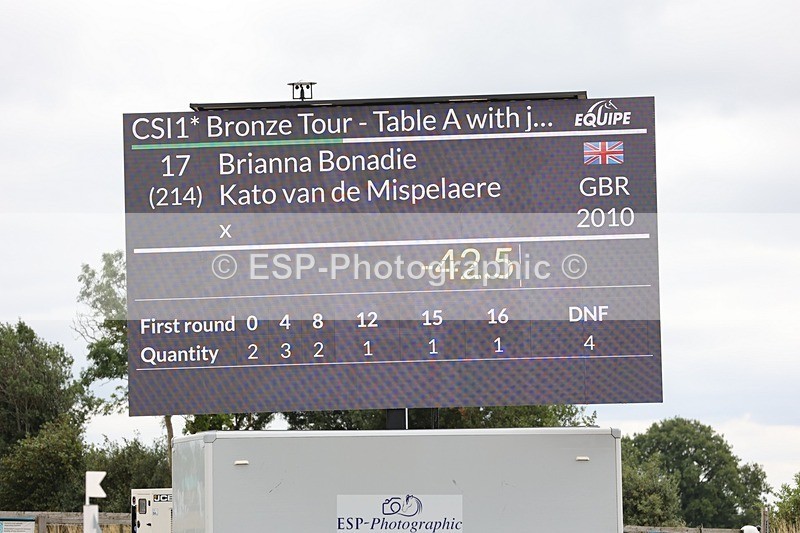 CSI1* Bronze Tour - Table A with j... EQUIPE
17 Brianna Bonadie
(214) Kato van de Mispelaere GBR
x 2010
© ESP-Photographic ©
-42.5
First round 0 4 8 12 15 16 DNF
Quantity 2 3 2 1 1 1 4
JCB
ESP-Photographic